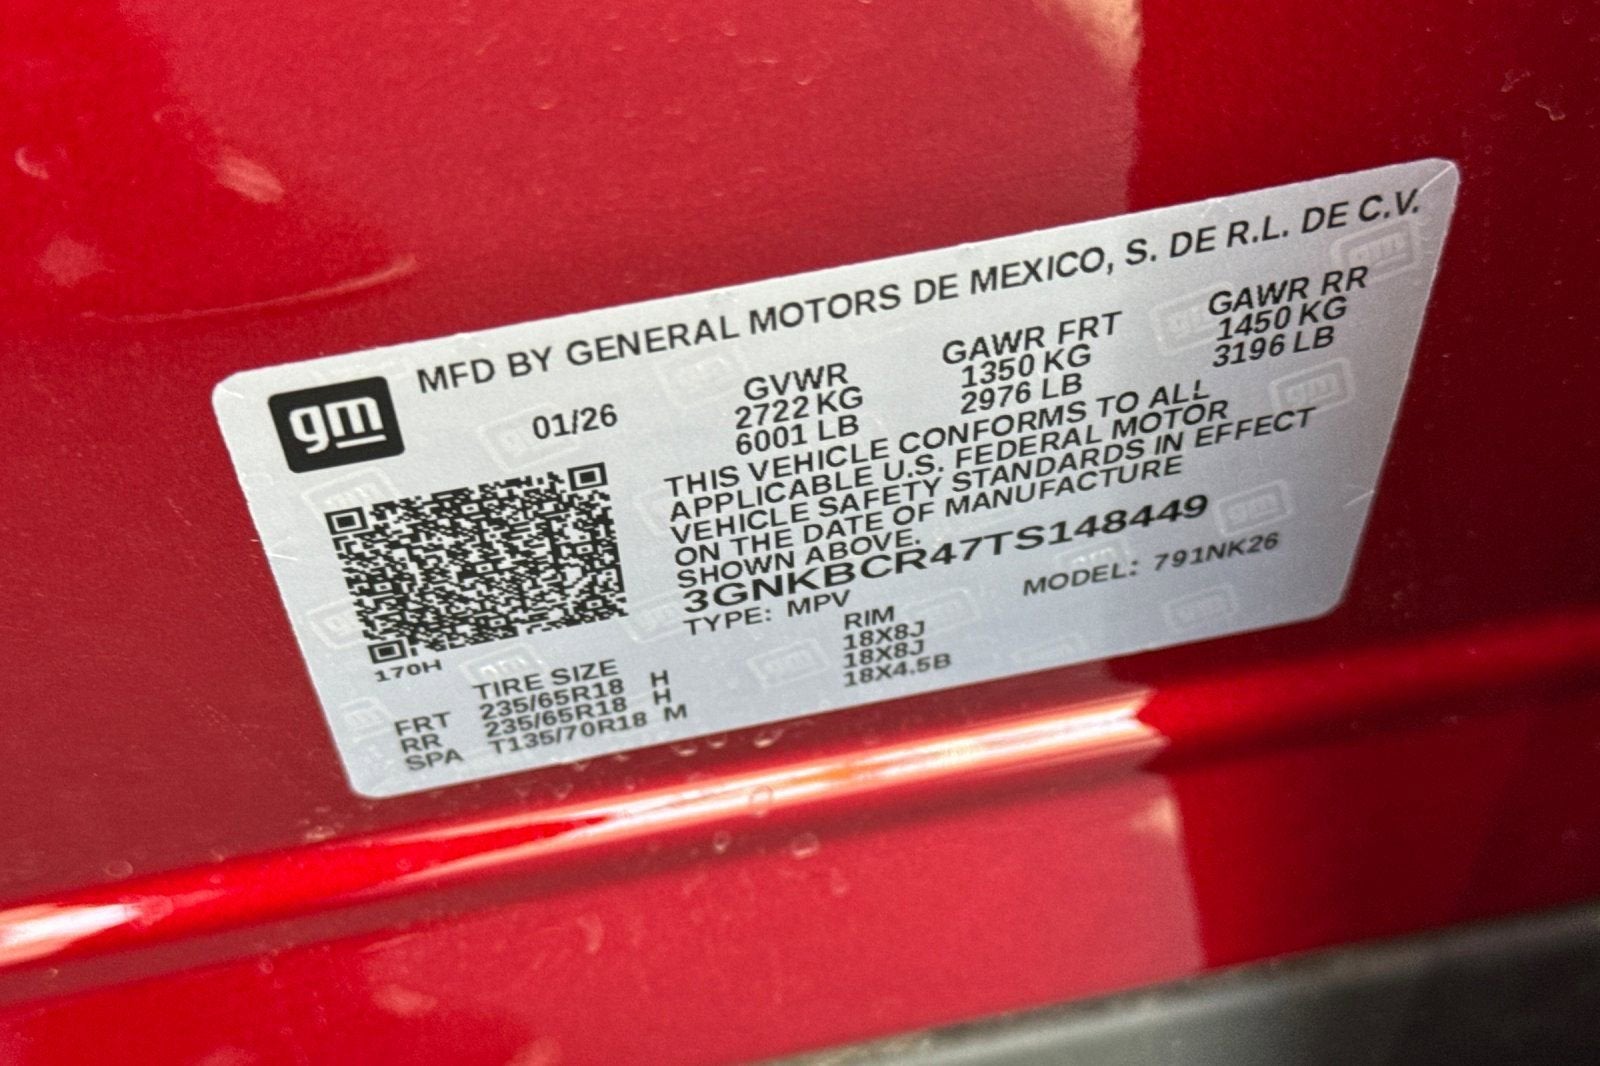 gm
MFD BY GENERAL MOTORS DE MEXICO, S. DE R.L. DE C.V.
01/26 GVWR GAWR FRT GAWR RR
2722 KG 1350 KG 1450 KG
6001 LB 2976 LB 3196 LB
THIS VEHICLE CONFORMS TO ALL
APPLICABLE U.S. FEDERAL MOTOR
VEHICLE SAFETY STANDARDS IN EFFECT
ON THE DATE OF MANUFACTURE
SHOWN ABOVE.
3GNKBCR47TS148449
TYPE: MPV MODEL: 791NK26
170H
TIRE SIZE RIM
FRT 235/65R18 H 18X8J
RR 235/65R18 H 18X8J
SPA T135/70R18 M 18X4.5B